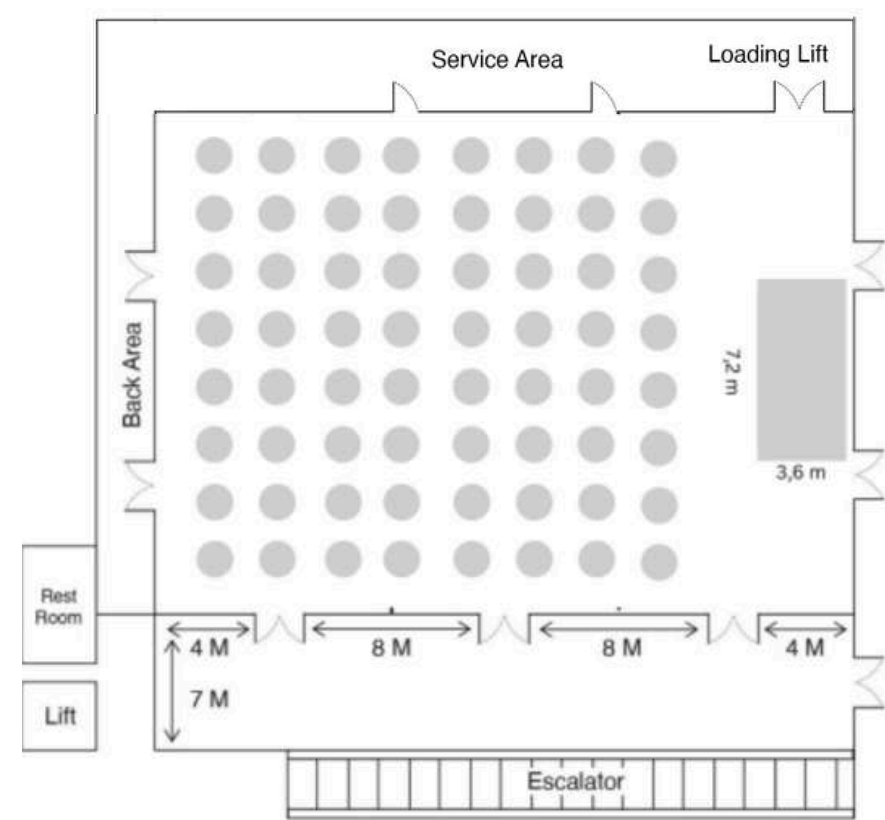 Service Area
Loading Lift
Back Area
7,2 m
3,6 m
Rest
Room
4 M
8 M
8 M
4 M
7 M
Lift
Escalator